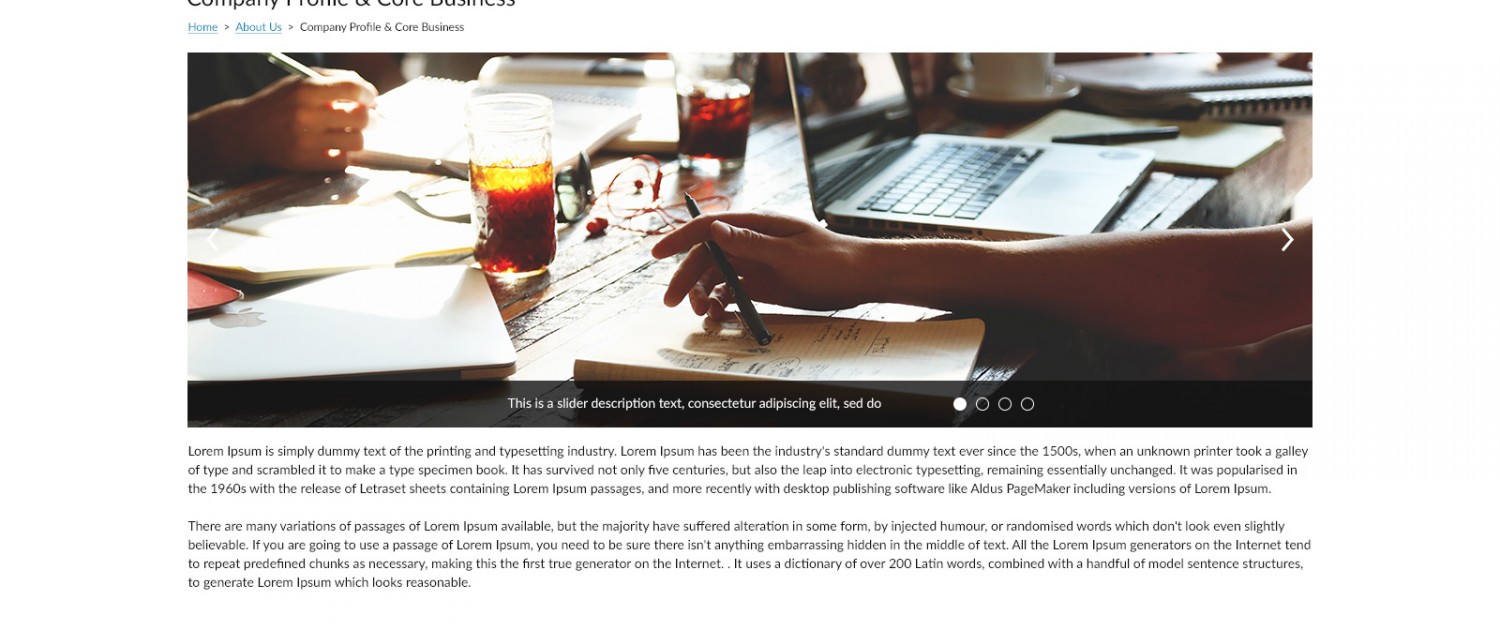 Company Profile & Core Business
Home > About Us > Company Profile & Core Business
This is a slider description text, consectetur adipiscing elit, sed do
Lorem Ipsum is simply dummy text of the printing and typesetting industry. Lorem Ipsum has been the industry's standard dummy text ever since the 1500s, when an unknown printer took a galley
of type and scrambled it to make a type specimen book. It has survived not only five centuries, but also the leap into electronic typesetting, remaining essentially unchanged. It was popularised in
the 1960s with the release of Letraset sheets containing Lorem Ipsum passages, and more recently with desktop publishing software like Aldus PageMaker including versions of Lorem Ipsum.
There are many variations of passages of Lorem Ipsum available, but the majority have suffered alteration in some form, by injected humour, or randomised words which don't look even slightly
believable. If you are going to use a passage of Lorem Ipsum, you need to be sure there isn't anything embarrassing hidden in the middle of text. All the Lorem Ipsum generators on the Internet tend
to repeat predefined chunks as necessary, making this the first true generator on the Internet. . It uses a dictionary of over 200 Latin words, combined with a handful of model sentence structures,
to generate Lorem Ipsum which looks reasonable.